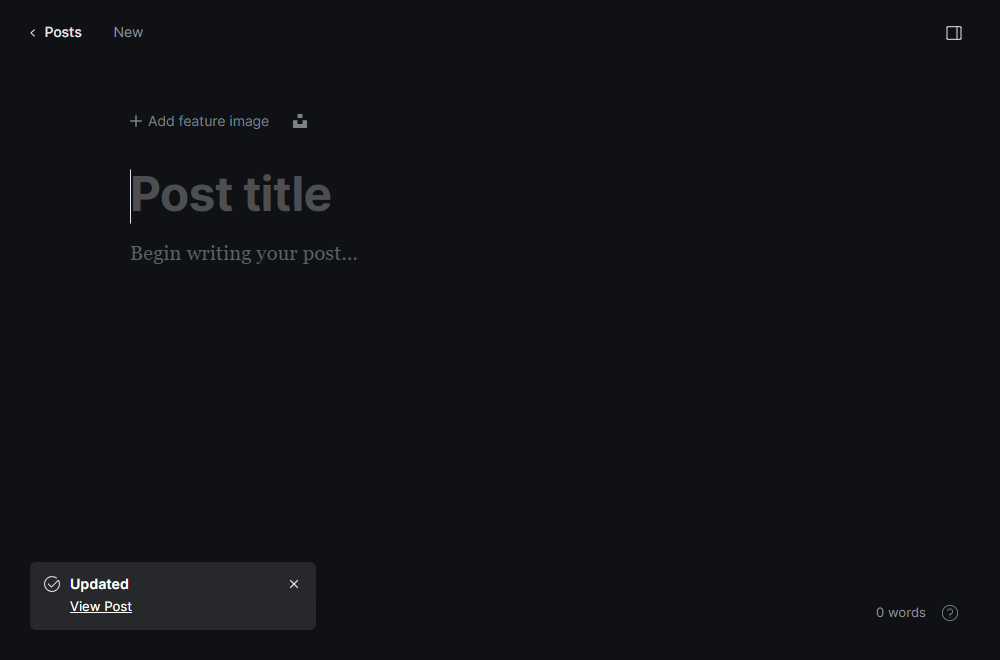 Posts New
Add feature image
Post title
Begin writing your post...
Updated
View Post
0 words